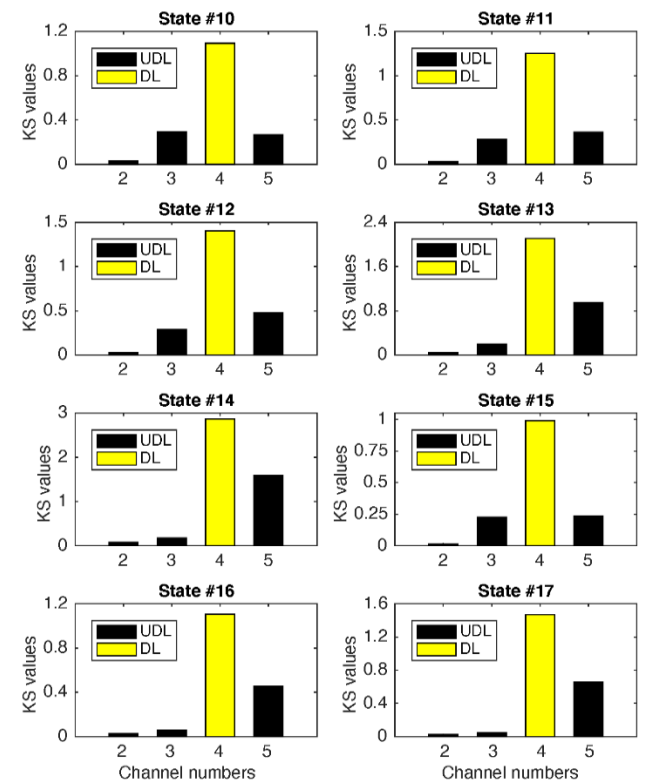 State #10
1.2
0.8
0.4
0
KS values
UDL
DL
2 3 4 5
State #11
1.5
1
0.5
0
KS values
UDL
DL
2 3 4 5
State #12
1.5
1
0.5
0
KS values
UDL
DL
2 3 4 5
State #13
2.4
1.6
0.8
0
KS values
UDL
DL
2 3 4 5
State #14
3
2
1
0
KS values
UDL
DL
2 3 4 5
State #15
1
0.75
0.5
0.25
0
KS values
UDL
DL
2 3 4 5
State #16
1.2
0.8
0.4
0
KS values
UDL
DL
2 3 4 5
Channel numbers
State #17
1.6
1.2
0.8
0.4
0
KS values
UDL
DL
2 3 4 5
Channel numbers